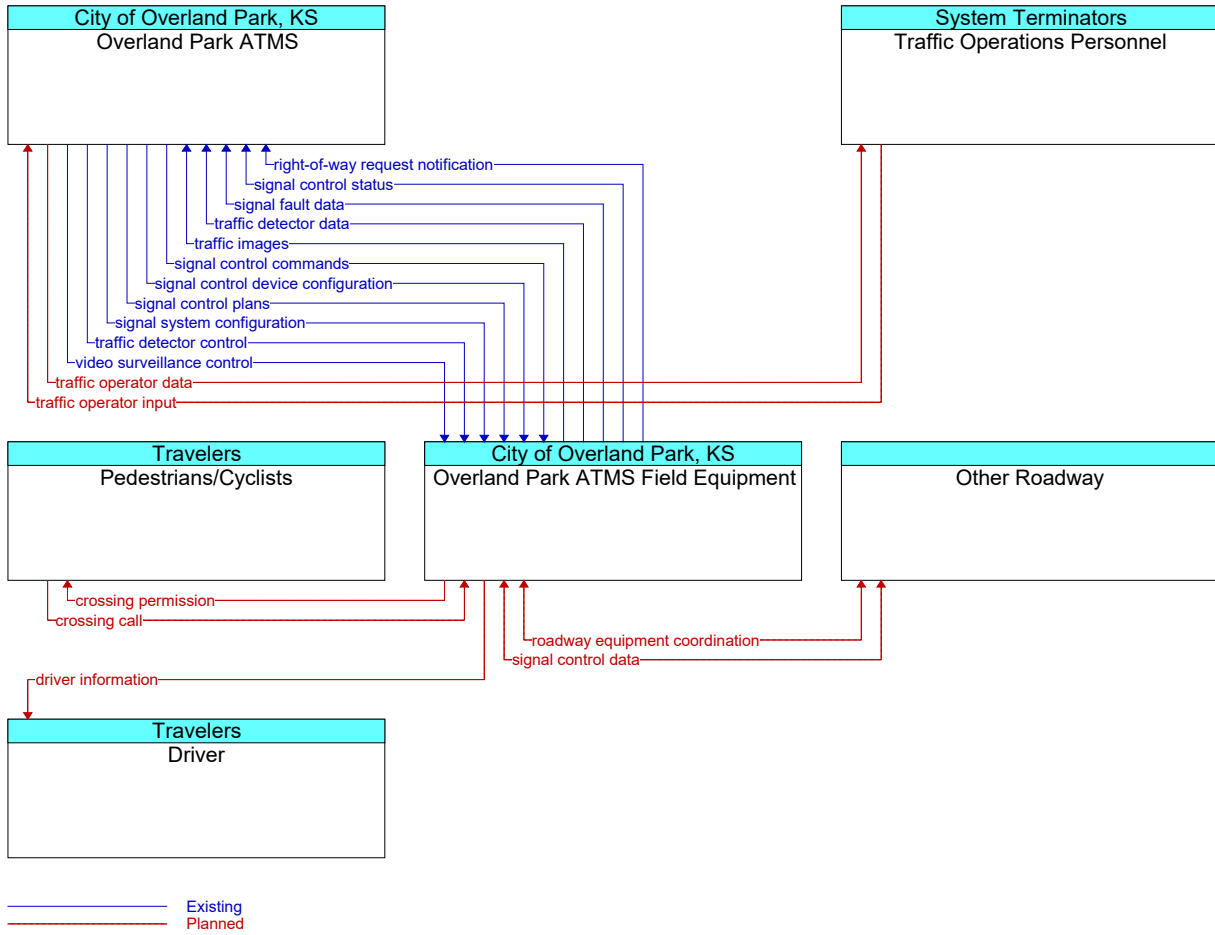 City of Overland Park, KS
Overland Park ATMS
System Terminators
Traffic Operations Personnel
right-of-way request notification
signal control status
signal fault data
traffic detector data
traffic images
signal control commands
signal control device configuration
signal control plans
signal system configuration
traffic detector control
video surveillance control
traffic operator data
traffic operator input
Travelers
Pedestrians/Cyclists
City of Overland Park, KS
Overland Park ATMS Field Equipment
Other Roadway
crossing permission
crossing call
roadway equipment coordination
signal control data
driver information
Travelers
Driver
Existing
Planned